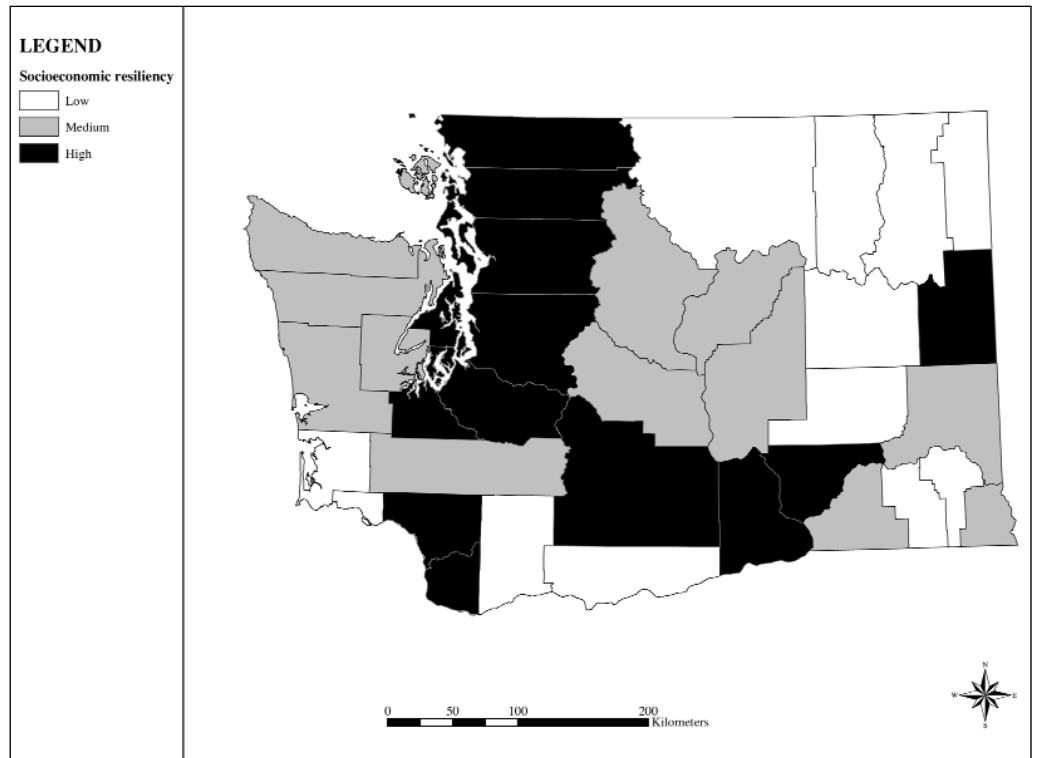 LEGEND
Socioeconomic resiliency
Low
Medium
High
N
W E
S
0 50 100 200
Kilometers